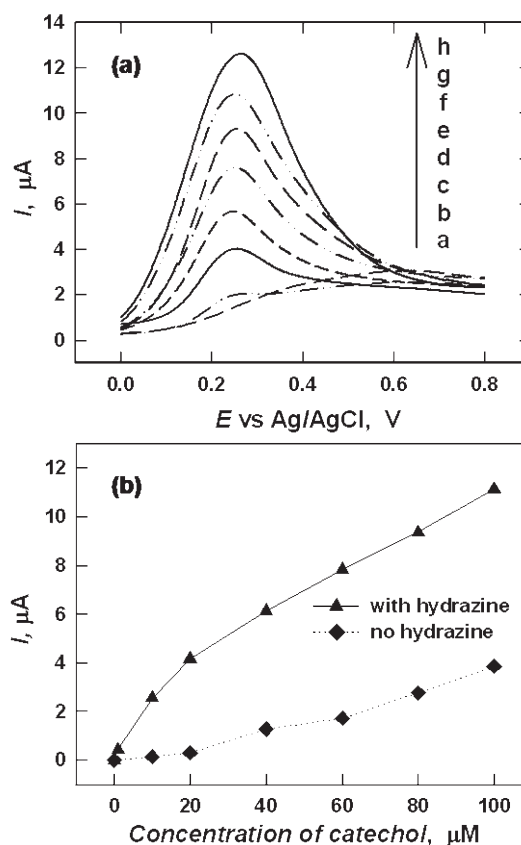 14
12
10
8
6
4
2
0
I, μA
(a)
h
g
f
e
d
c
b
a
0.0 0.2 0.4 0.6 0.8
E vs Ag/AgCl, V
12
10
8
6
4
2
0
I, μA
(b)
with hydrazine
no hydrazine
0 20 40 60 80 100
Concentration of catechol, μM